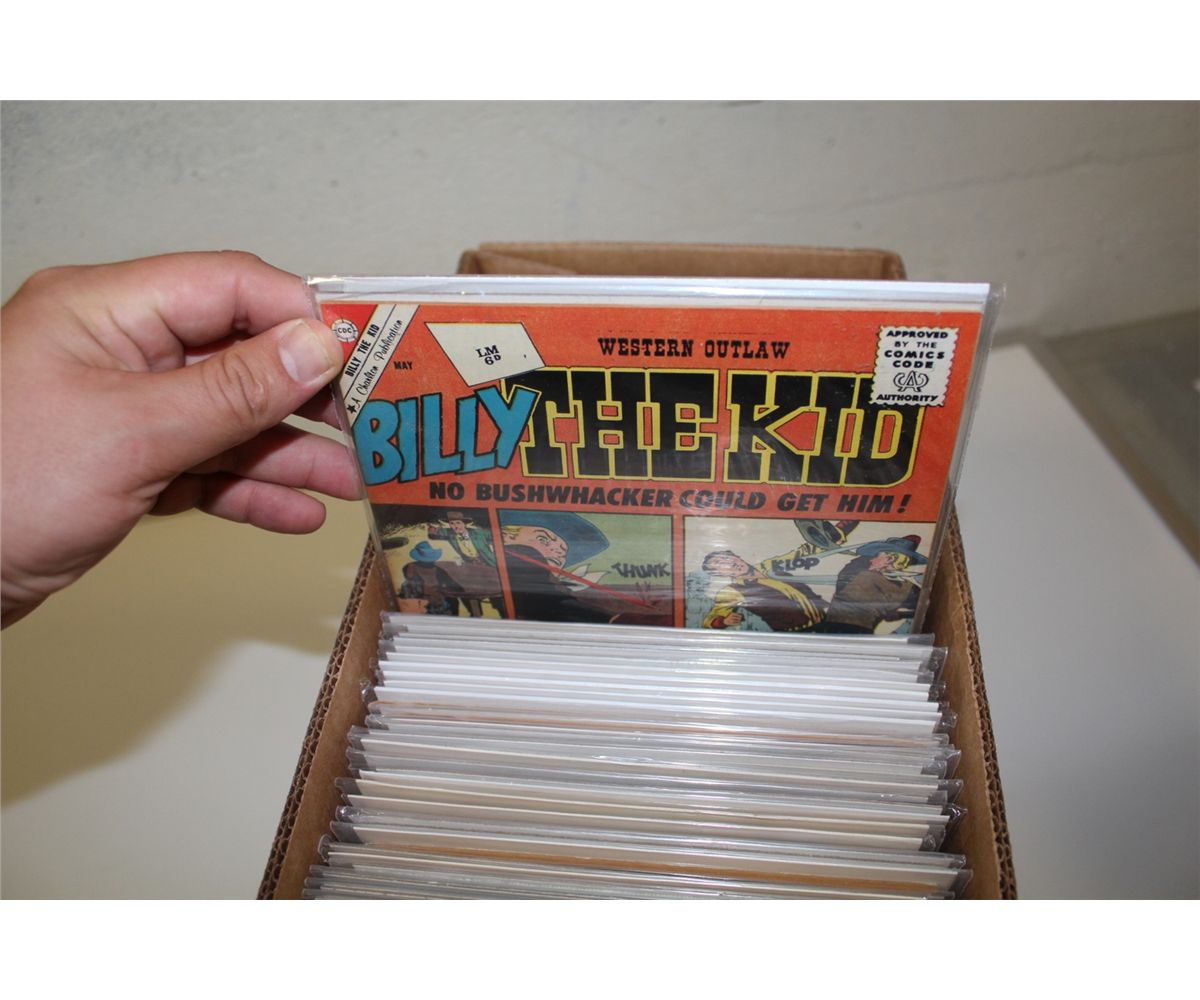 CDC
BILLY THE KID
A Charlton Publication
MAY
LM
6D
WESTERN OUTLAW
APPROVED
BY THE
COMICS
CODE
CA
AUTHORITY
BILLY THE KID
NO BUSHWHACKER COULD GET HIM!
THUNK
KLOP